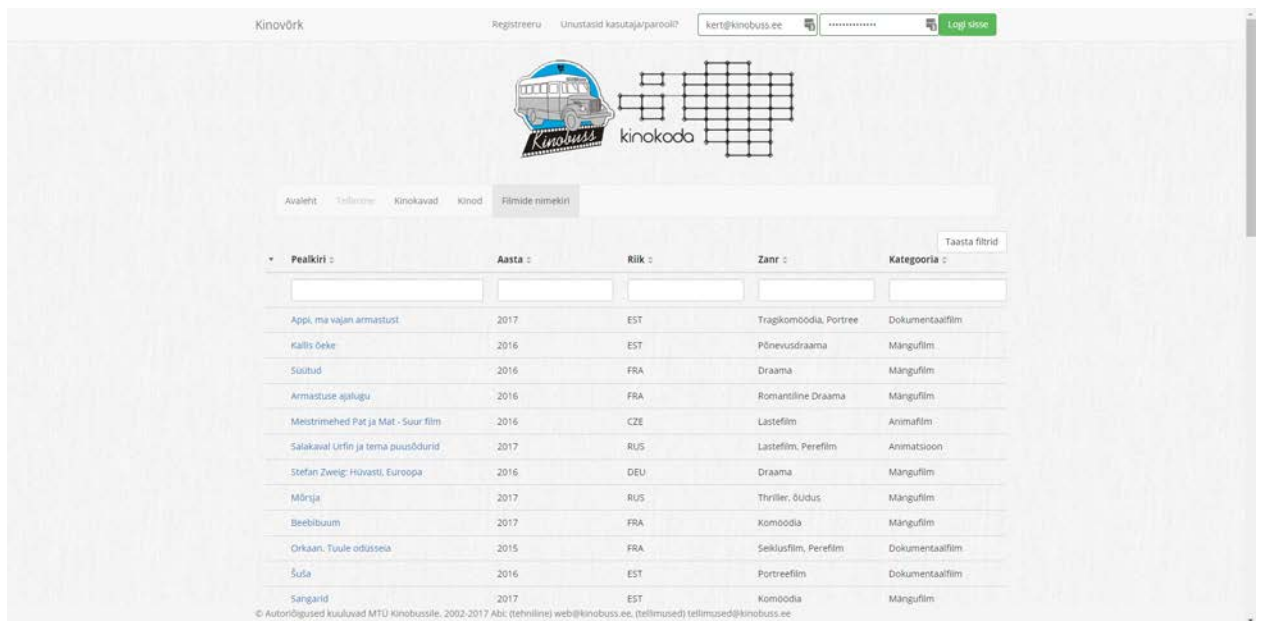 Kinovõrk Registreeru Unustasid kasutaja/parooli? kert@kinobuss.ee •••••••••••••• Logi sisse
Kinobuss kinokoda
Avaleht Tellimine Kinokavad Kinod Filmide nimekiri
Taasta filtrid
Pealkiri Aasta Riik Zanr Kategooria
Appi, ma vajan armastust 2017 EST Tragikomöödia, Portree Dokumentaalfilm
Kallis õeke 2016 EST Põnevusdraama Mängufilm
Süütud 2016 FRA Draama Mängufilm
Armastuse ajalugu 2016 FRA Romantiline Draama Mängufilm
Meistrimehed Pat ja Mat - Suur film 2016 CZE Lastefilm Animafilm
Salakaval Urfin ja tema puusõdurid 2017 RUS Lastefilm, Perefilm Animatsioon
Stefan Zweig: Hüvasti, Euroopa 2016 DEU Draama Mängufilm
Mõrsja 2017 RUS Thriller, õUdus Mängufilm
Beebibuum 2017 FRA Komöödia Mängufilm
Orkaan. Tuule odüsseia 2015 FRA Seiklusfilm, Perefilm Dokumentaalfilm
Šuša 2016 EST Portreefilm Dokumentaalfilm
Sangarid 2017 EST Komöödia Mängufilm
© Autoriõigused kuuluvad MTÜ Kinobussile. 2002-2017 Abi: (tehniline) web@kinobuss.ee, (tellimused) tellimused@kinobuss.ee